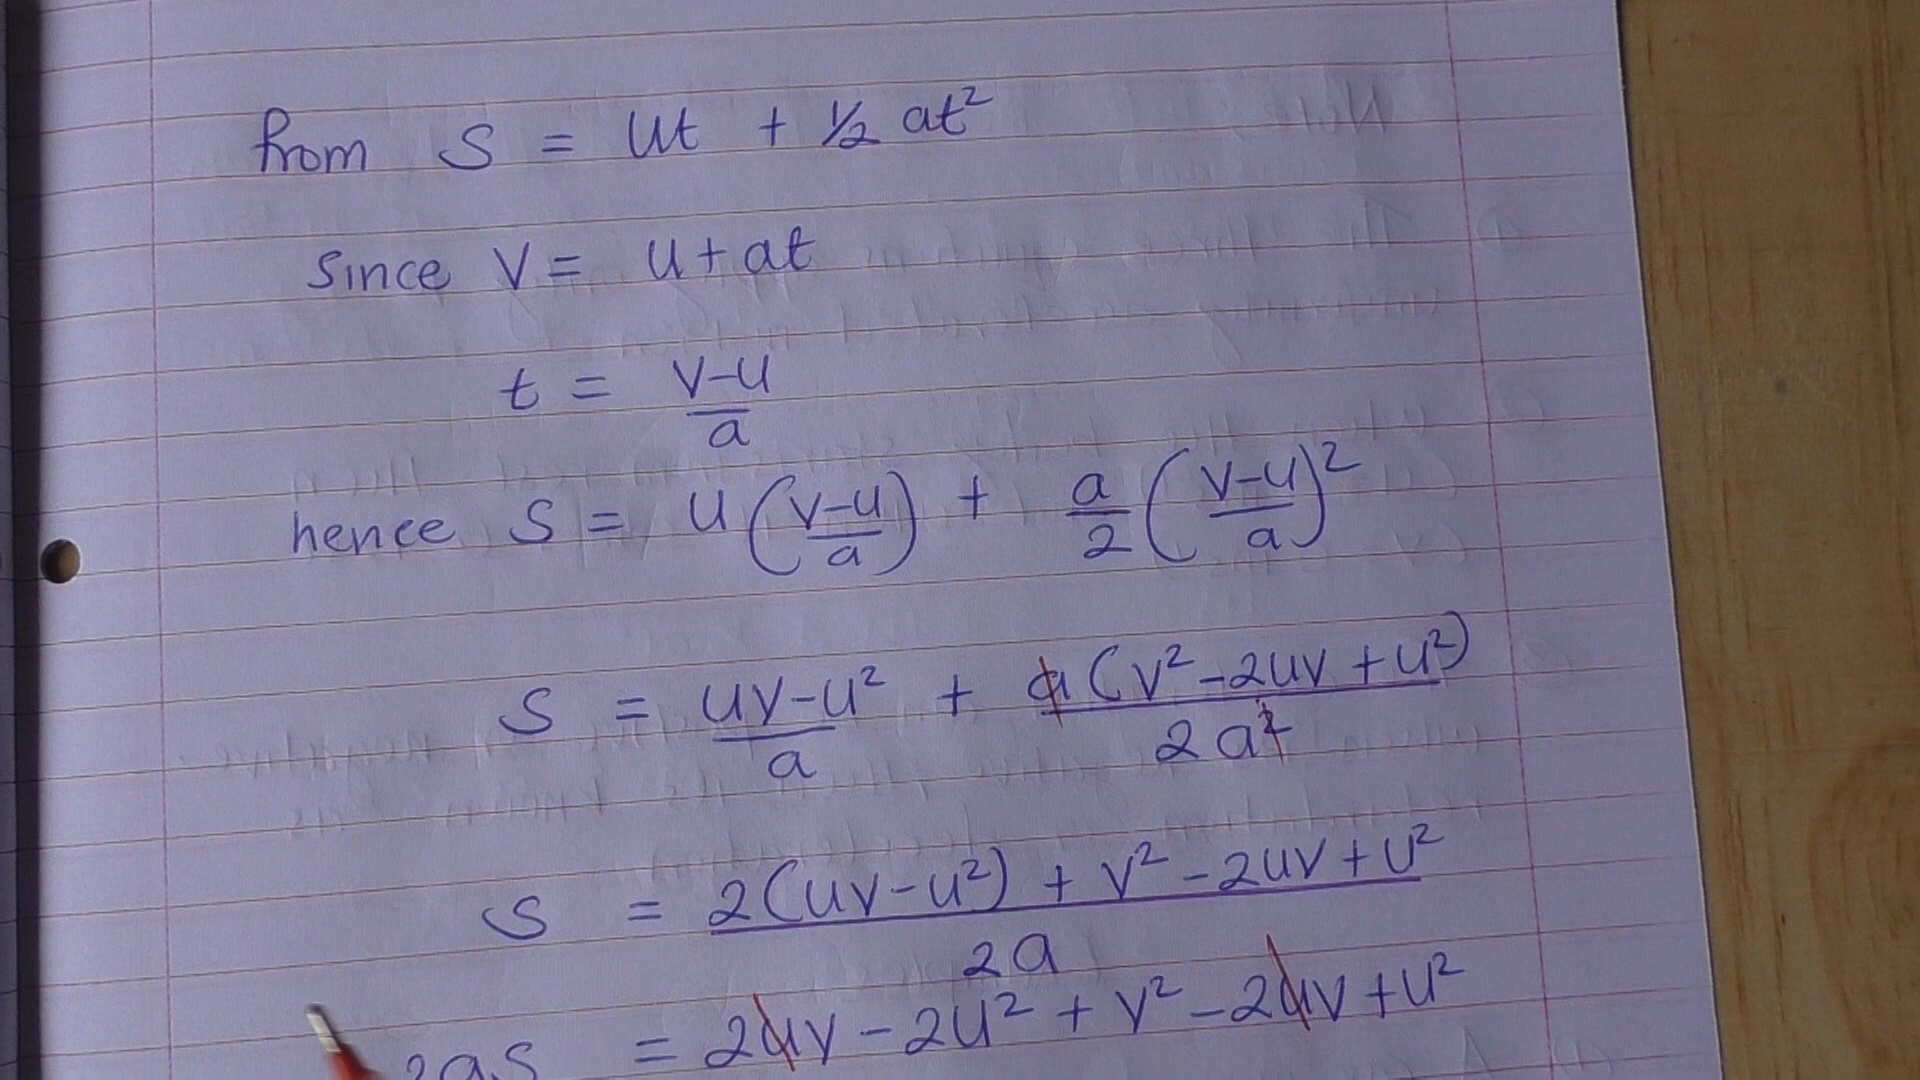 from S = ut + ½ at²
since v = u + at
t = v-u / a
hence S = u(v-u / a) + a/2 (v-u / a)²
S = uv-u² / a + a(v² - 2uv + u²) / 2a²
S = 2(uv-u²) + v² - 2uv + u² / 2a
2as = 2uv - 2u² + v² - 2uv + u²